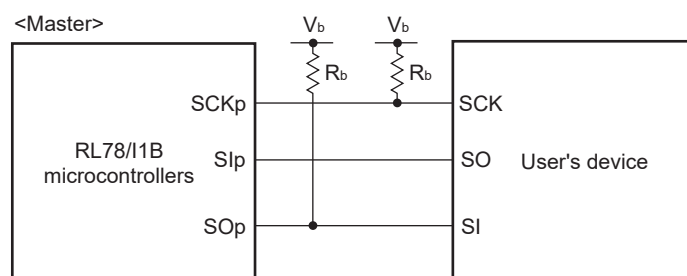 <Master>
Vb
Vb
Rb
Rb
SCKp
SCK
RL78/I1B
microcontrollers
SIp
SO
User's device
SOp
SI